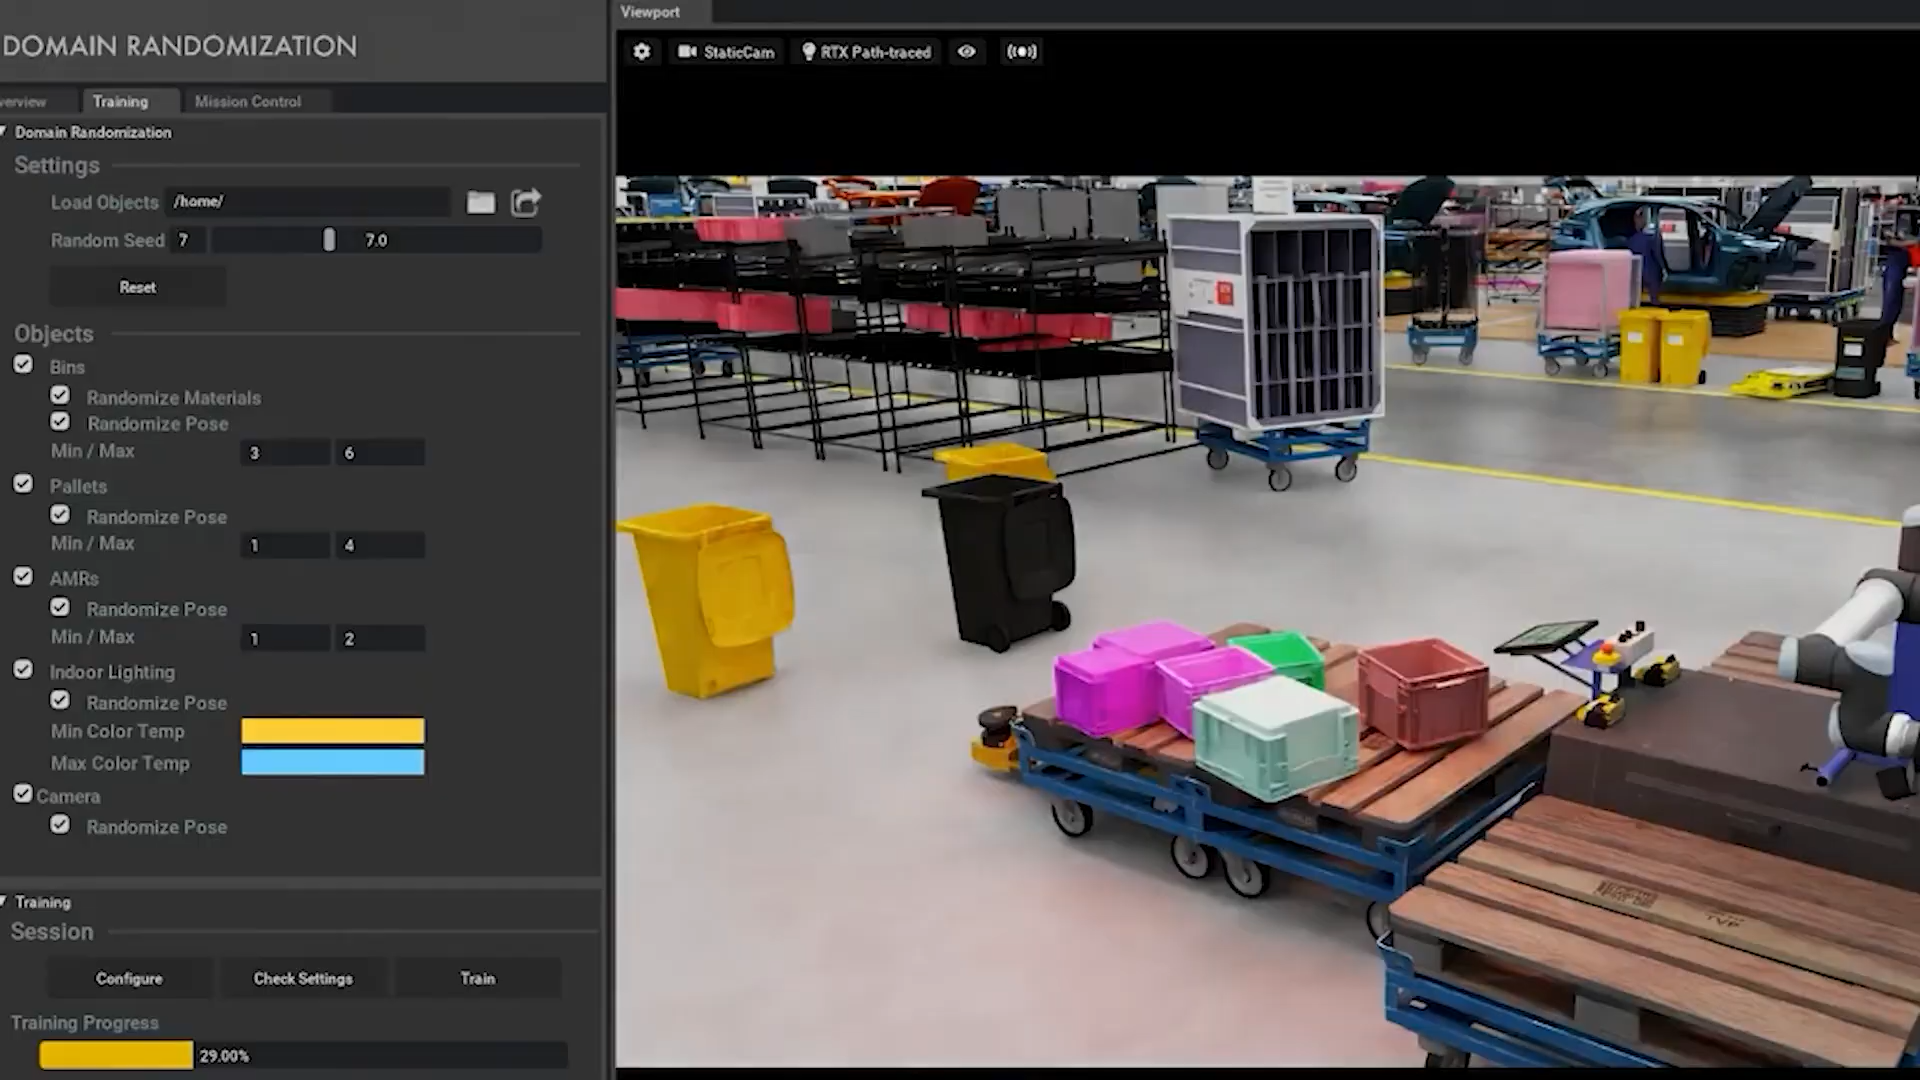 DOMAIN RANDOMIZATION
Viewport
StaticCam
RTX Path-traced
verview
Training
Mission Control
Domain Randomization
Settings
Load Objects /home/
Random Seed 7 7.0
Reset
Objects
Bins
Randomize Materials
Randomize Pose
Min / Max 3 6
Pallets
Randomize Pose
Min / Max 1 4
AMRs
Randomize Pose
Min / Max 1 2
Indoor Lighting
Randomize Pose
Min Color Temp
Max Color Temp
Camera
Randomize Pose
Training
Session
Configure
Check Settings
Train
Training Progress
29.00%